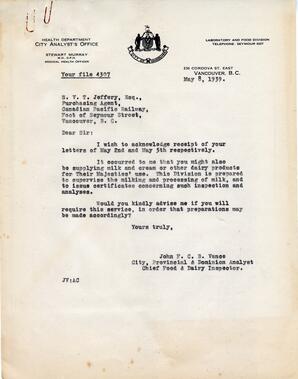 HEALTH DEPARTMENT
CITY ANALYST'S OFFICE
STEWART MURRAY
M.D., D.P.H.
MEDICAL HEALTH OFFICER
LABORATORY AND FOOD DIVISION
TELEPHONE, SEYMOUR
236 CORDOVA ST. EAST
VANCOUVER, B.C.
May 8, 1939.
Your file 4307
S. V. T. Jeffery, Esq.,
Purchasing Agent,
Canadian Pacific Railway,
Foot of Seymour Street,
Vancouver, B. C.
Dear Sir:
I wish to acknowledge receipt of your
letters of May 2nd and May 5th respectively.
It occurred to me that you might also
be supplying milk and cream or other dairy products
for Their Majesties' use. This Division is prepared
to supervise the milking and processing of milk, and
to issue certificates concerning such inspection and
analyses.
Would you kindly advise me if you will
require this service, in order that preparations may
be made accordingly?
Yours truly,
John F. C. B. Vance
City, Provincial & Dominion Analyst
Chief Food & Dairy Inspector.
JV:AC